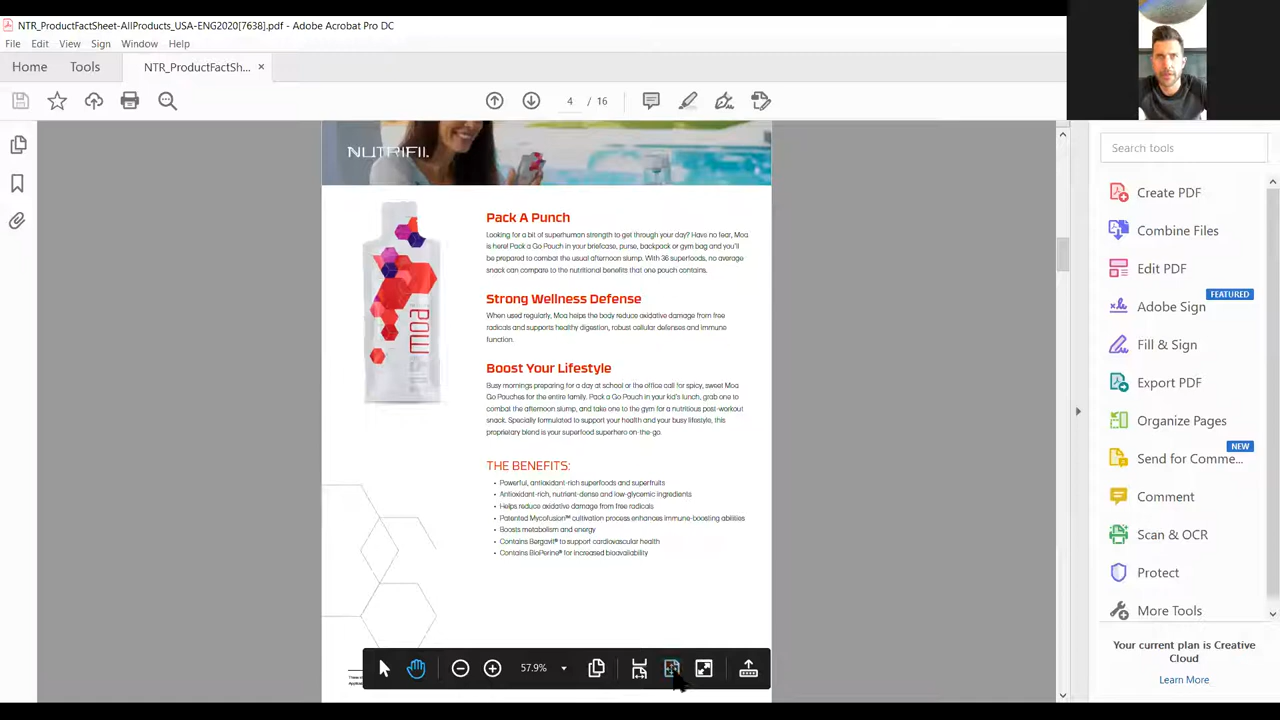 NTR_ProductFactSheet-AllProducts_USA-ENG2020[7638].pdf - Adobe Acrobat Pro DC
File Edit View Sign Window Help
Home Tools NTR_ProductFactSh... ×
4 / 16
Search tools
NUTRIFII.
Create PDF
Combine Files
Edit PDF
FEATURED
Adobe Sign
Fill & Sign
Export PDF
Organize Pages
NEW
Send for Comme...
Comment
Scan & OCR
Protect
More Tools
Your current plan is Creative
Cloud
Learn More
moa
Pack A Punch
Looking for a bit of superhuman strength to get through your day? Have no fear, Moa
is here! Pack a Go Pouch in your briefcase, purse, backpack or gym bag and you'll
be prepared to combat the usual afternoon slump. With 36 superfoods, no average
snack can compare to the nutritional benefits that one pouch contains.
Strong Wellness Defense
When used regularly, Moa helps the body reduce oxidative damage from free
radicals and supports healthy digestion, robust cellular defenses and immune
function.
Boost Your Lifestyle
Busy mornings preparing for a day at school or the office call for spicy, sweet Moa
Go Pouches for the entire family. Pack a Go Pouch in your kid's lunch, grab one to
combat the afternoon slump, and take one to the gym for a nutritious post-workout
snack. Specially formulated to support your health and your busy lifestyle, this
proprietary blend is your superfood superhero on-the-go.
THE BENEFITS:
• Powerful, antioxidant-rich superfoods and superfruits
• Antioxidant-rich, nutrient-dense and low-glycemic ingredients
• Helps reduce oxidative damage from free radicals
• Patented Mycofusion™ cultivation process enhances immune-boosting abilities
• Boosts metabolism and energy
• Contains Bergavit® to support cardiovascular health
• Contains BioPerine® for increased bioavailability
57.9%